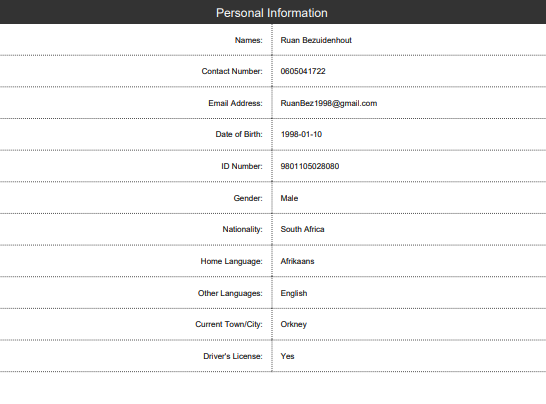 Personal Information
Names: Ruan Bezuidenhout
Contact Number: 0605041722
Email Address: RuanBez1998@gmail.com
Date of Birth: 1998-01-10
ID Number: 9801105028080
Gender: Male
Nationality: South Africa
Home Language: Afrikaans
Other Languages: English
Current Town/City: Orkney
Driver's License: Yes